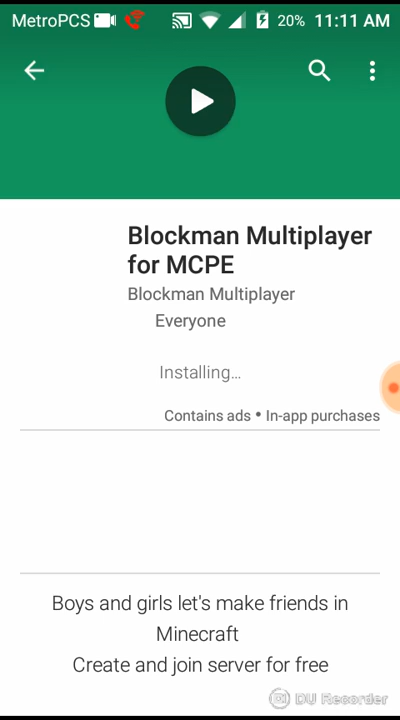 MetroPCS 20% 11:11 AM
Blockman Multiplayer
for MCPE
Blockman Multiplayer
Everyone
Installing...
Contains ads • In-app purchases
Boys and girls let's make friends in
Minecraft
Create and join server for free
DU Recorder